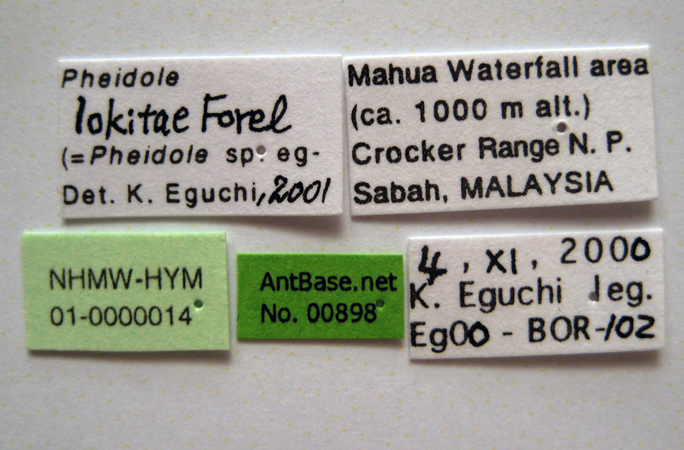 Pheidole
lokitae Forel
(=Pheidole sp. eg-
Det. K. Eguchi, 2001
Mahua Waterfall area
(ca. 1000 m alt.)
Crocker Range N. P.
Sabah, MALAYSIA
NHMW-HYM
01-0000014
AntBase.net
No. 00898
4, XI, 2000
K. Eguchi leg.
Eg00 - BOR-102